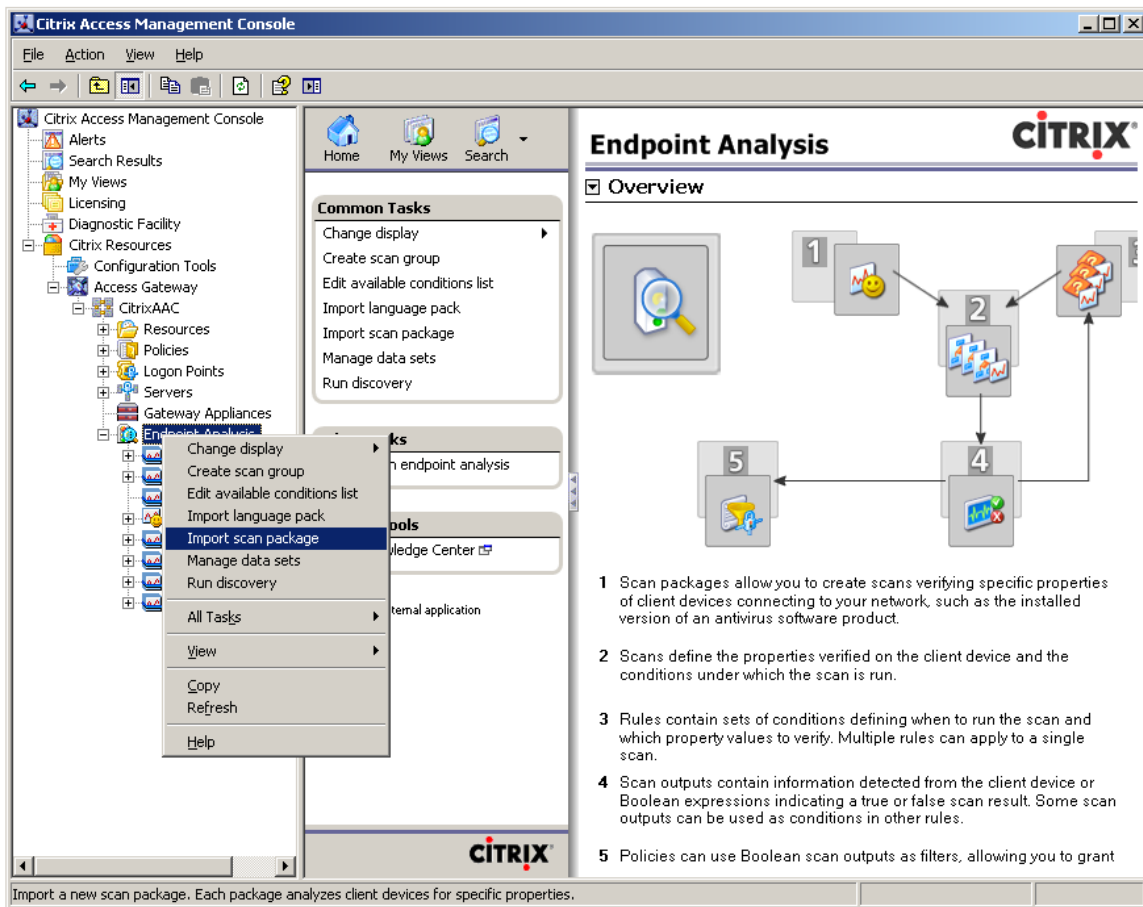 Citrix Access Management Console
File Action View Help
Citrix Access Management Console
Alerts
Search Results
My Views
Licensing
Diagnostic Facility
Citrix Resources
Configuration Tools
Access Gateway
CitrixAAC
Resources
Policies
Logon Points
Servers
Gateway Appliances
Endpoint Analysis
Change display
Create scan group
Edit available conditions list
Import language pack
Import scan package
Manage data sets
Run discovery
All Tasks
View
Copy
Refresh
Help
Home My Views Search
Common Tasks
Change display
Create scan group
Edit available conditions list
Import language pack
Import scan package
Manage data sets
Run discovery
endpoint analysis
Center
application
CITRIX
Endpoint Analysis
CITRIX
Overview
1
2
4
5
1 Scan packages allow you to create scans verifying specific properties
of client devices connecting to your network, such as the installed
version of an antivirus software product.
2 Scans define the properties verified on the client device and the
conditions under which the scan is run.
3 Rules contain sets of conditions defining when to run the scan and
which property values to verify. Multiple rules can apply to a single
scan.
4 Scan outputs contain information detected from the client device or
Boolean expressions indicating a true or false scan result. Some scan
outputs can be used as conditions in other rules.
5 Policies can use Boolean scan outputs as filters, allowing you to grant
Import a new scan package. Each package analyzes client devices for specific properties.